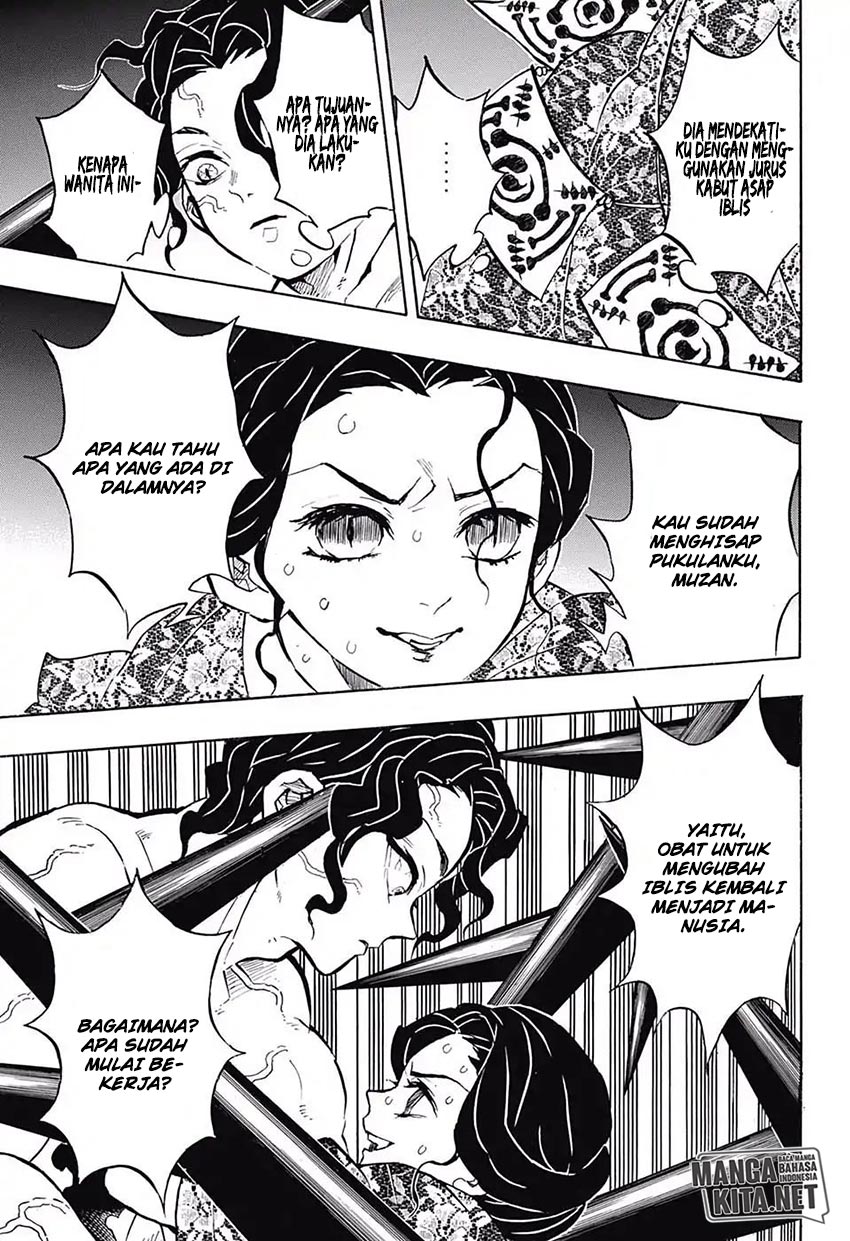 DIA MENDEKATI-
KU DENGAN MENG-
GUNAKAN JURUS
KABUT ASAP
IBLIS
......
APA TUJUAN-
NYA? APA YANG
DIA LAKU-
KAN?
KENAPA
WANITA INI-
KAU SUDAH
MENGHISAP
PUKULANKU,
MUZAN.
APA KAU TAHU
APA YANG ADA DI
DALAMNYA?
YAITU,
OBAT UNTUK
MENGUBAH
IBLIS KEMBALI
MENJADI MA-
NUSIA.
BAGAIMANA?
APA SUDAH
MULAI BE-
KERJA?
MANGA
KITA.NET
BACA MANGA
BAHASA
INDONESIA